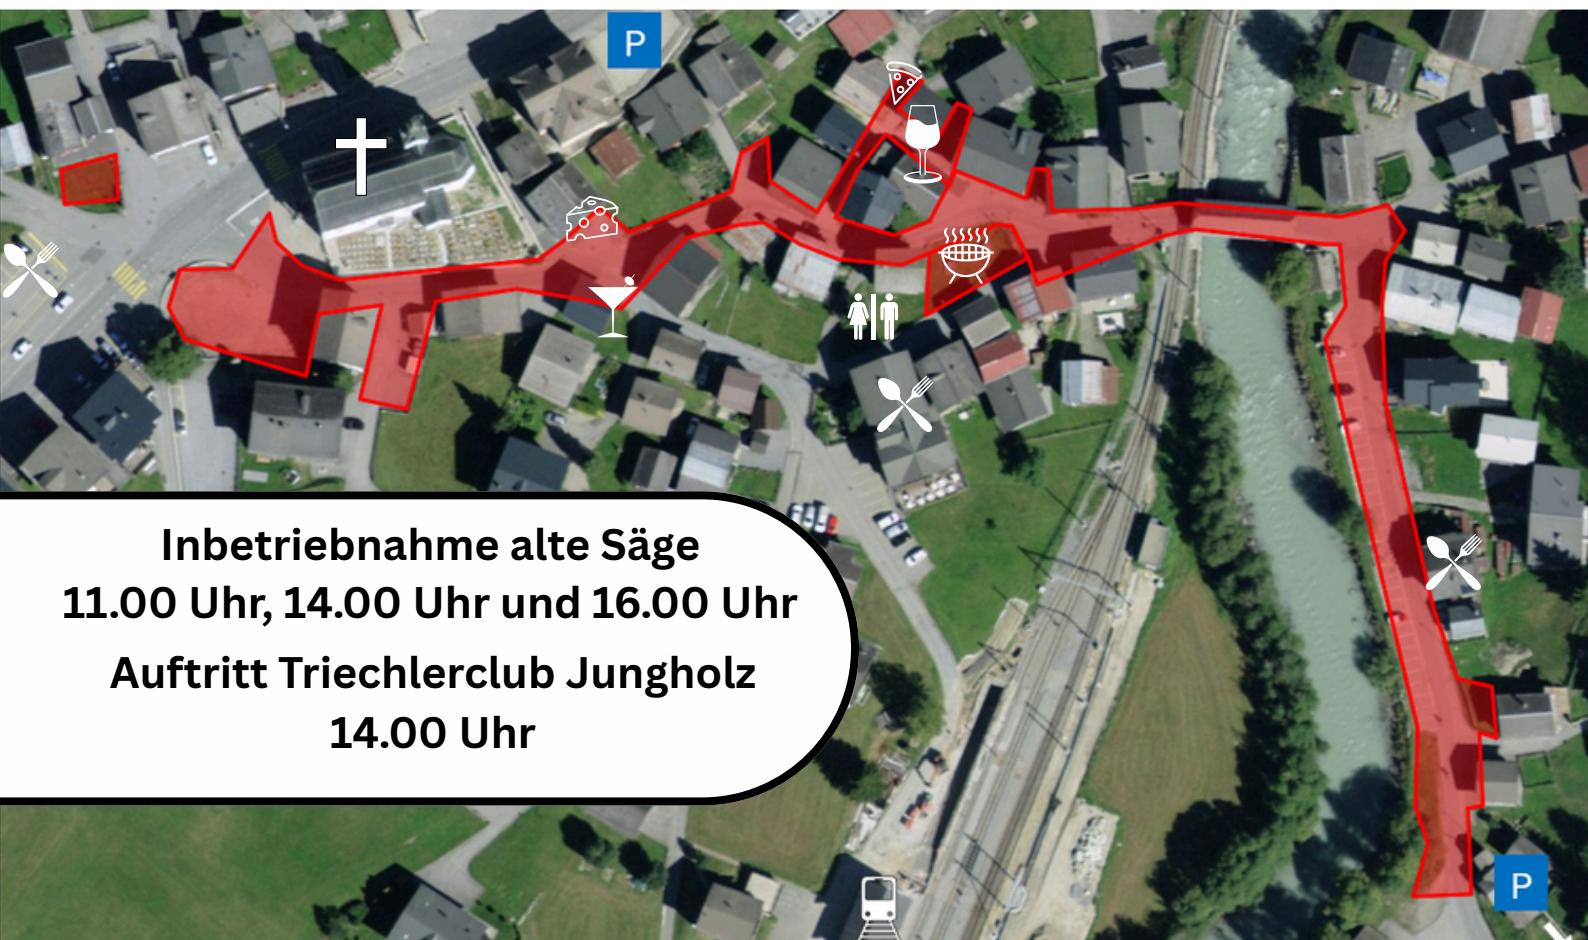 P
Inbetriebnahme alte Säge
11.00 Uhr, 14.00 Uhr und 16.00 Uhr
Auftritt Triechlerclub Jungholz
14.00 Uhr
P